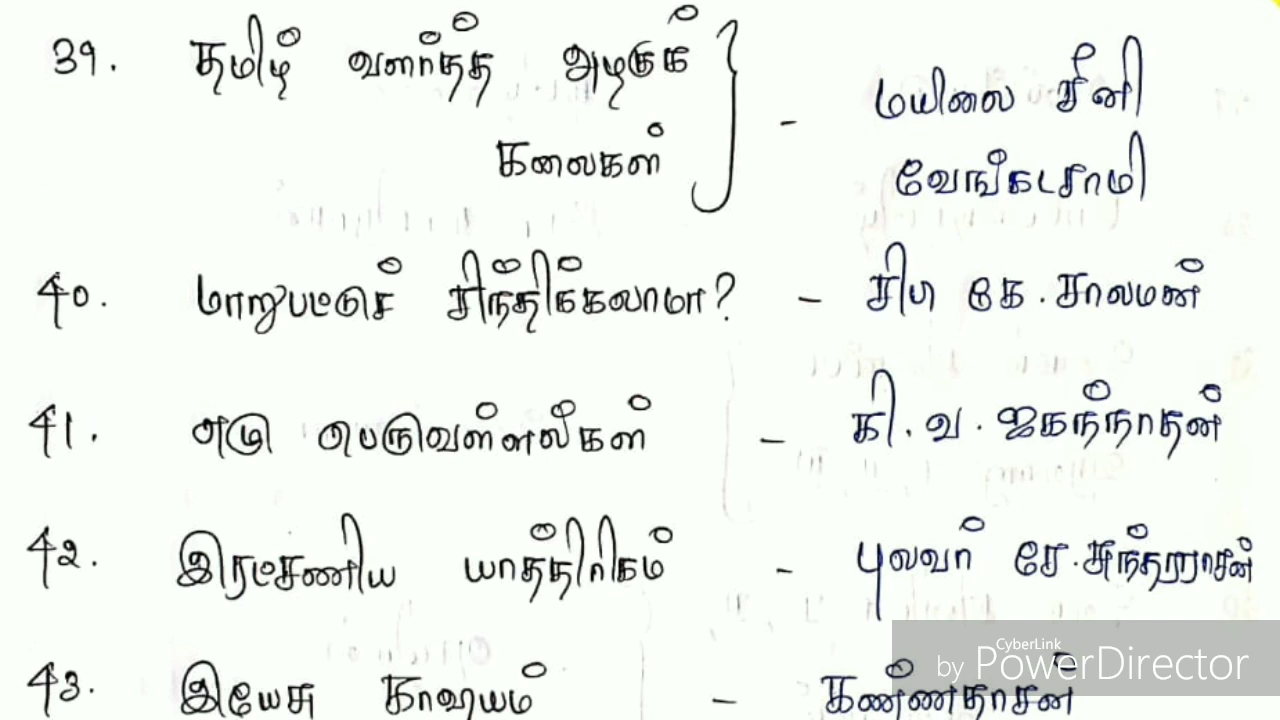 39. தமிழ் வளர்த்த அழகுக் - மயிலை சீனி
கலைகள் வேங்கடசாமி
40. மாறுபட்டுச் சிந்திக்கலாமா? - சிபி கே. சாலமன்
41. எழு பெருவள்ளல்கள் - கி. வ. ஜகந்நாதன்
42. இரட்சணிய யாத்திரிகம் - புலவர் சே. சுந்தரராசன்
43. இயேசு காவியம் - கண்ணதாசன்
CyberLink
by PowerDirector